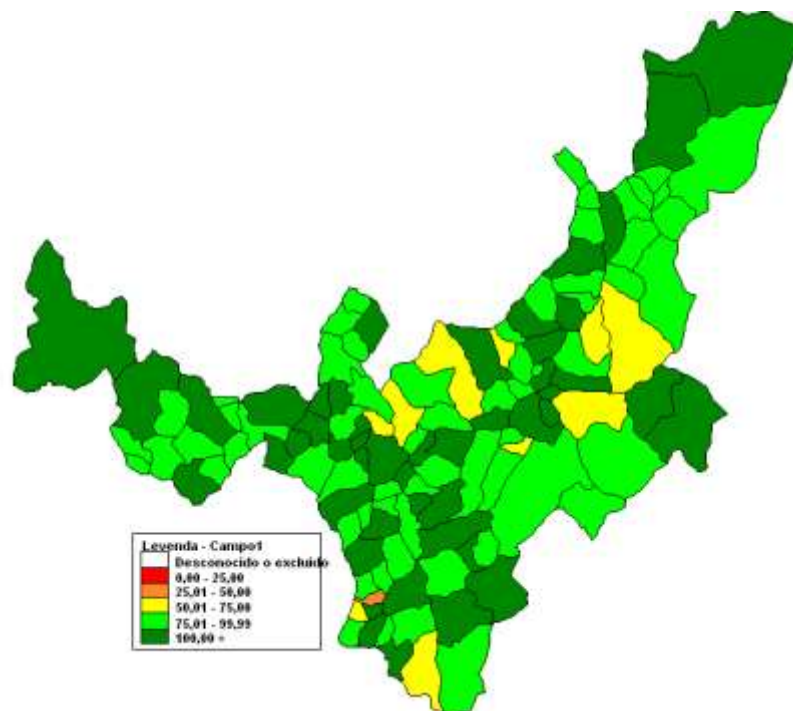 Leyenda - Campo1
Desconocido o excluido
0,00 - 25,00
25,01 - 50,00
50,01 - 75,00
75,01 - 99,99
100,00 +